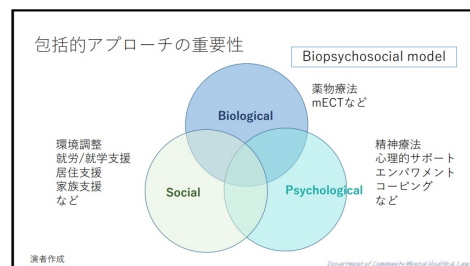 包括的アプローチの重要性
Biopsychosocial model
薬物療法
mECTなど
Biological
環境調整
就労/就学支援
居住支援
家族支援
など
Social
Psychological
精神療法
心理的サポート
エンパワメント
コーピング
など
演者作成
Department of Community Mental Health & Law